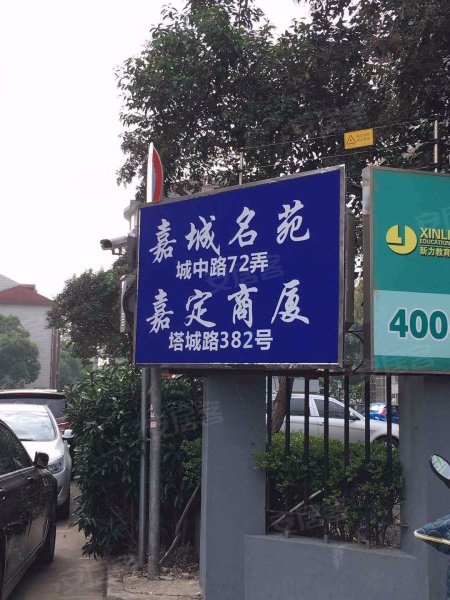 嘉城名苑
城中路72弄
嘉定商厦
塔城路382号
XINLI
EDUCATION
新力教育
400